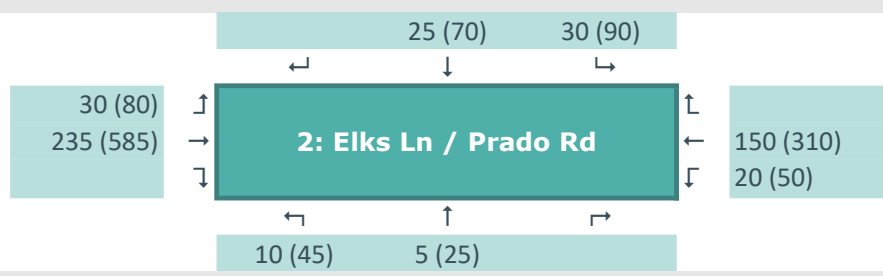 25 (70) 30 (90)
↵ ↓ ↳
30 (80) ↑ ↑
235 (585) → 2: Elks Ln / Prado Rd ← 150 (310)
↴ ↓ 20 (50)
↰ ↑ ↱
10 (45) 5 (25)